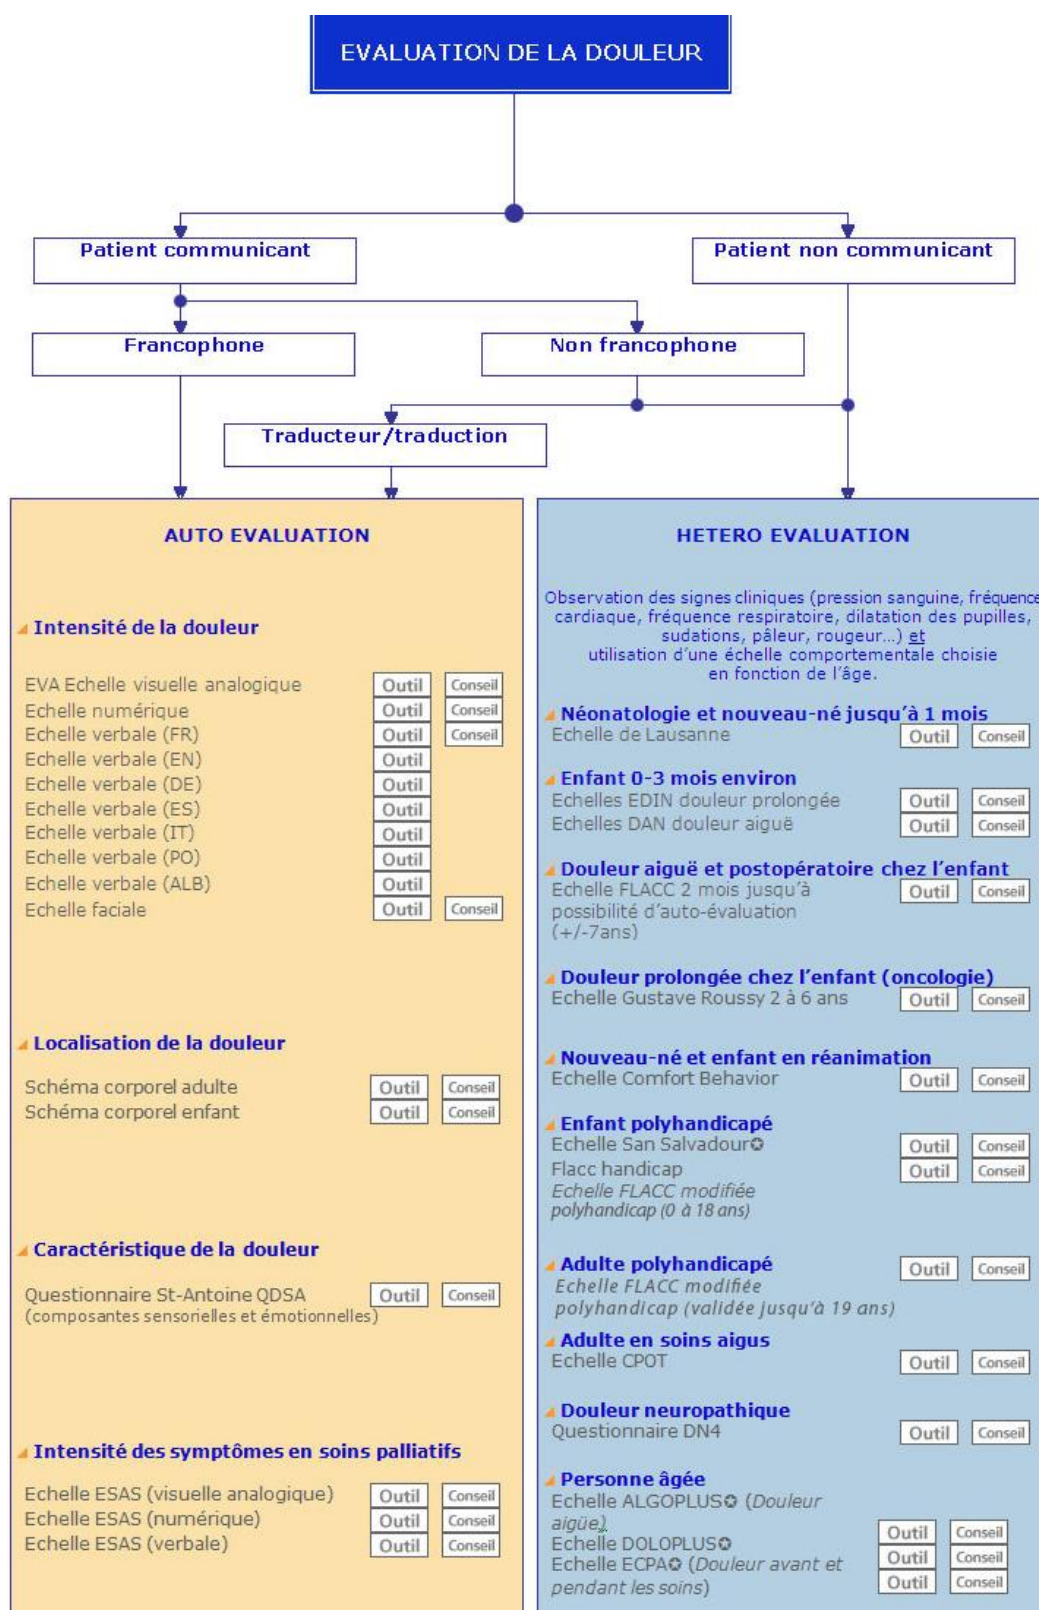 EVALUATION DE LA DOULEUR
Patient communicant
Patient non communicant
Francophone
Non francophone
Traducteur/traduction
AUTO EVALUATION
Intensité de la douleur
EVA Echelle visuelle analogique Outil Conseil
Echelle numérique Outil Conseil
Echelle verbale (FR) Outil Conseil
Echelle verbale (EN) Outil
Echelle verbale (DE) Outil
Echelle verbale (ES) Outil
Echelle verbale (IT) Outil
Echelle verbale (PO) Outil
Echelle verbale (ALB) Outil
Echelle faciale Outil Conseil
Localisation de la douleur
Schéma corporel adulte Outil Conseil
Schéma corporel enfant Outil Conseil
Caractéristique de la douleur
Questionnaire St-Antoine QDSA Outil Conseil
(composantes sensorielles et émotionnelles)
Intensité des symptômes en soins palliatifs
Echelle ESAS (visuelle analogique) Outil Conseil
Echelle ESAS (numérique) Outil Conseil
Echelle ESAS (verbale) Outil Conseil
HETERO EVALUATION
Observation des signes cliniques (pression sanguine, fréquence
cardiaque, fréquence respiratoire, dilatation des pupilles,
sudations, pâleur, rougeur...) et
utilisation d'une échelle comportementale choisie
en fonction de l'âge.
Néonatologie et nouveau-né jusqu'à 1 mois
Echelle de Lausanne Outil Conseil
Enfant 0-3 mois environ
Echelles EDIN douleur prolongée Outil Conseil
Echelles DAN douleur aiguë Outil Conseil
Douleur aiguë et postopératoire chez l'enfant
Echelle FLACC 2 mois jusqu'à Outil Conseil
possibilité d'auto-évaluation
(+/-7ans)
Douleur prolongée chez l'enfant (oncologie)
Echelle Gustave Roussy 2 à 6 ans Outil Conseil
Nouveau-né et enfant en réanimation
Echelle Comfort Behavior Outil Conseil
Enfant polyhandicapé
Echelle San Salvadour✪ Outil Conseil
Flacc handicap Outil Conseil
Echelle FLACC modifiée
polyhandicap (0 à 18 ans)
Adulte polyhandicapé Outil Conseil
Echelle FLACC modifiée
polyhandicap (validée jusqu'à 19 ans)
Adulte en soins aigus
Echelle CPOT Outil Conseil
Douleur neuropathique
Questionnaire DN4 Outil Conseil
Personne âgée
Echelle ALGOPLUS✪ (Douleur
aigüe) Outil Conseil
Echelle DOLOPLUS✪ Outil Conseil
Echelle ECPA✪ (Douleur avant et
pendant les soins) Outil Conseil